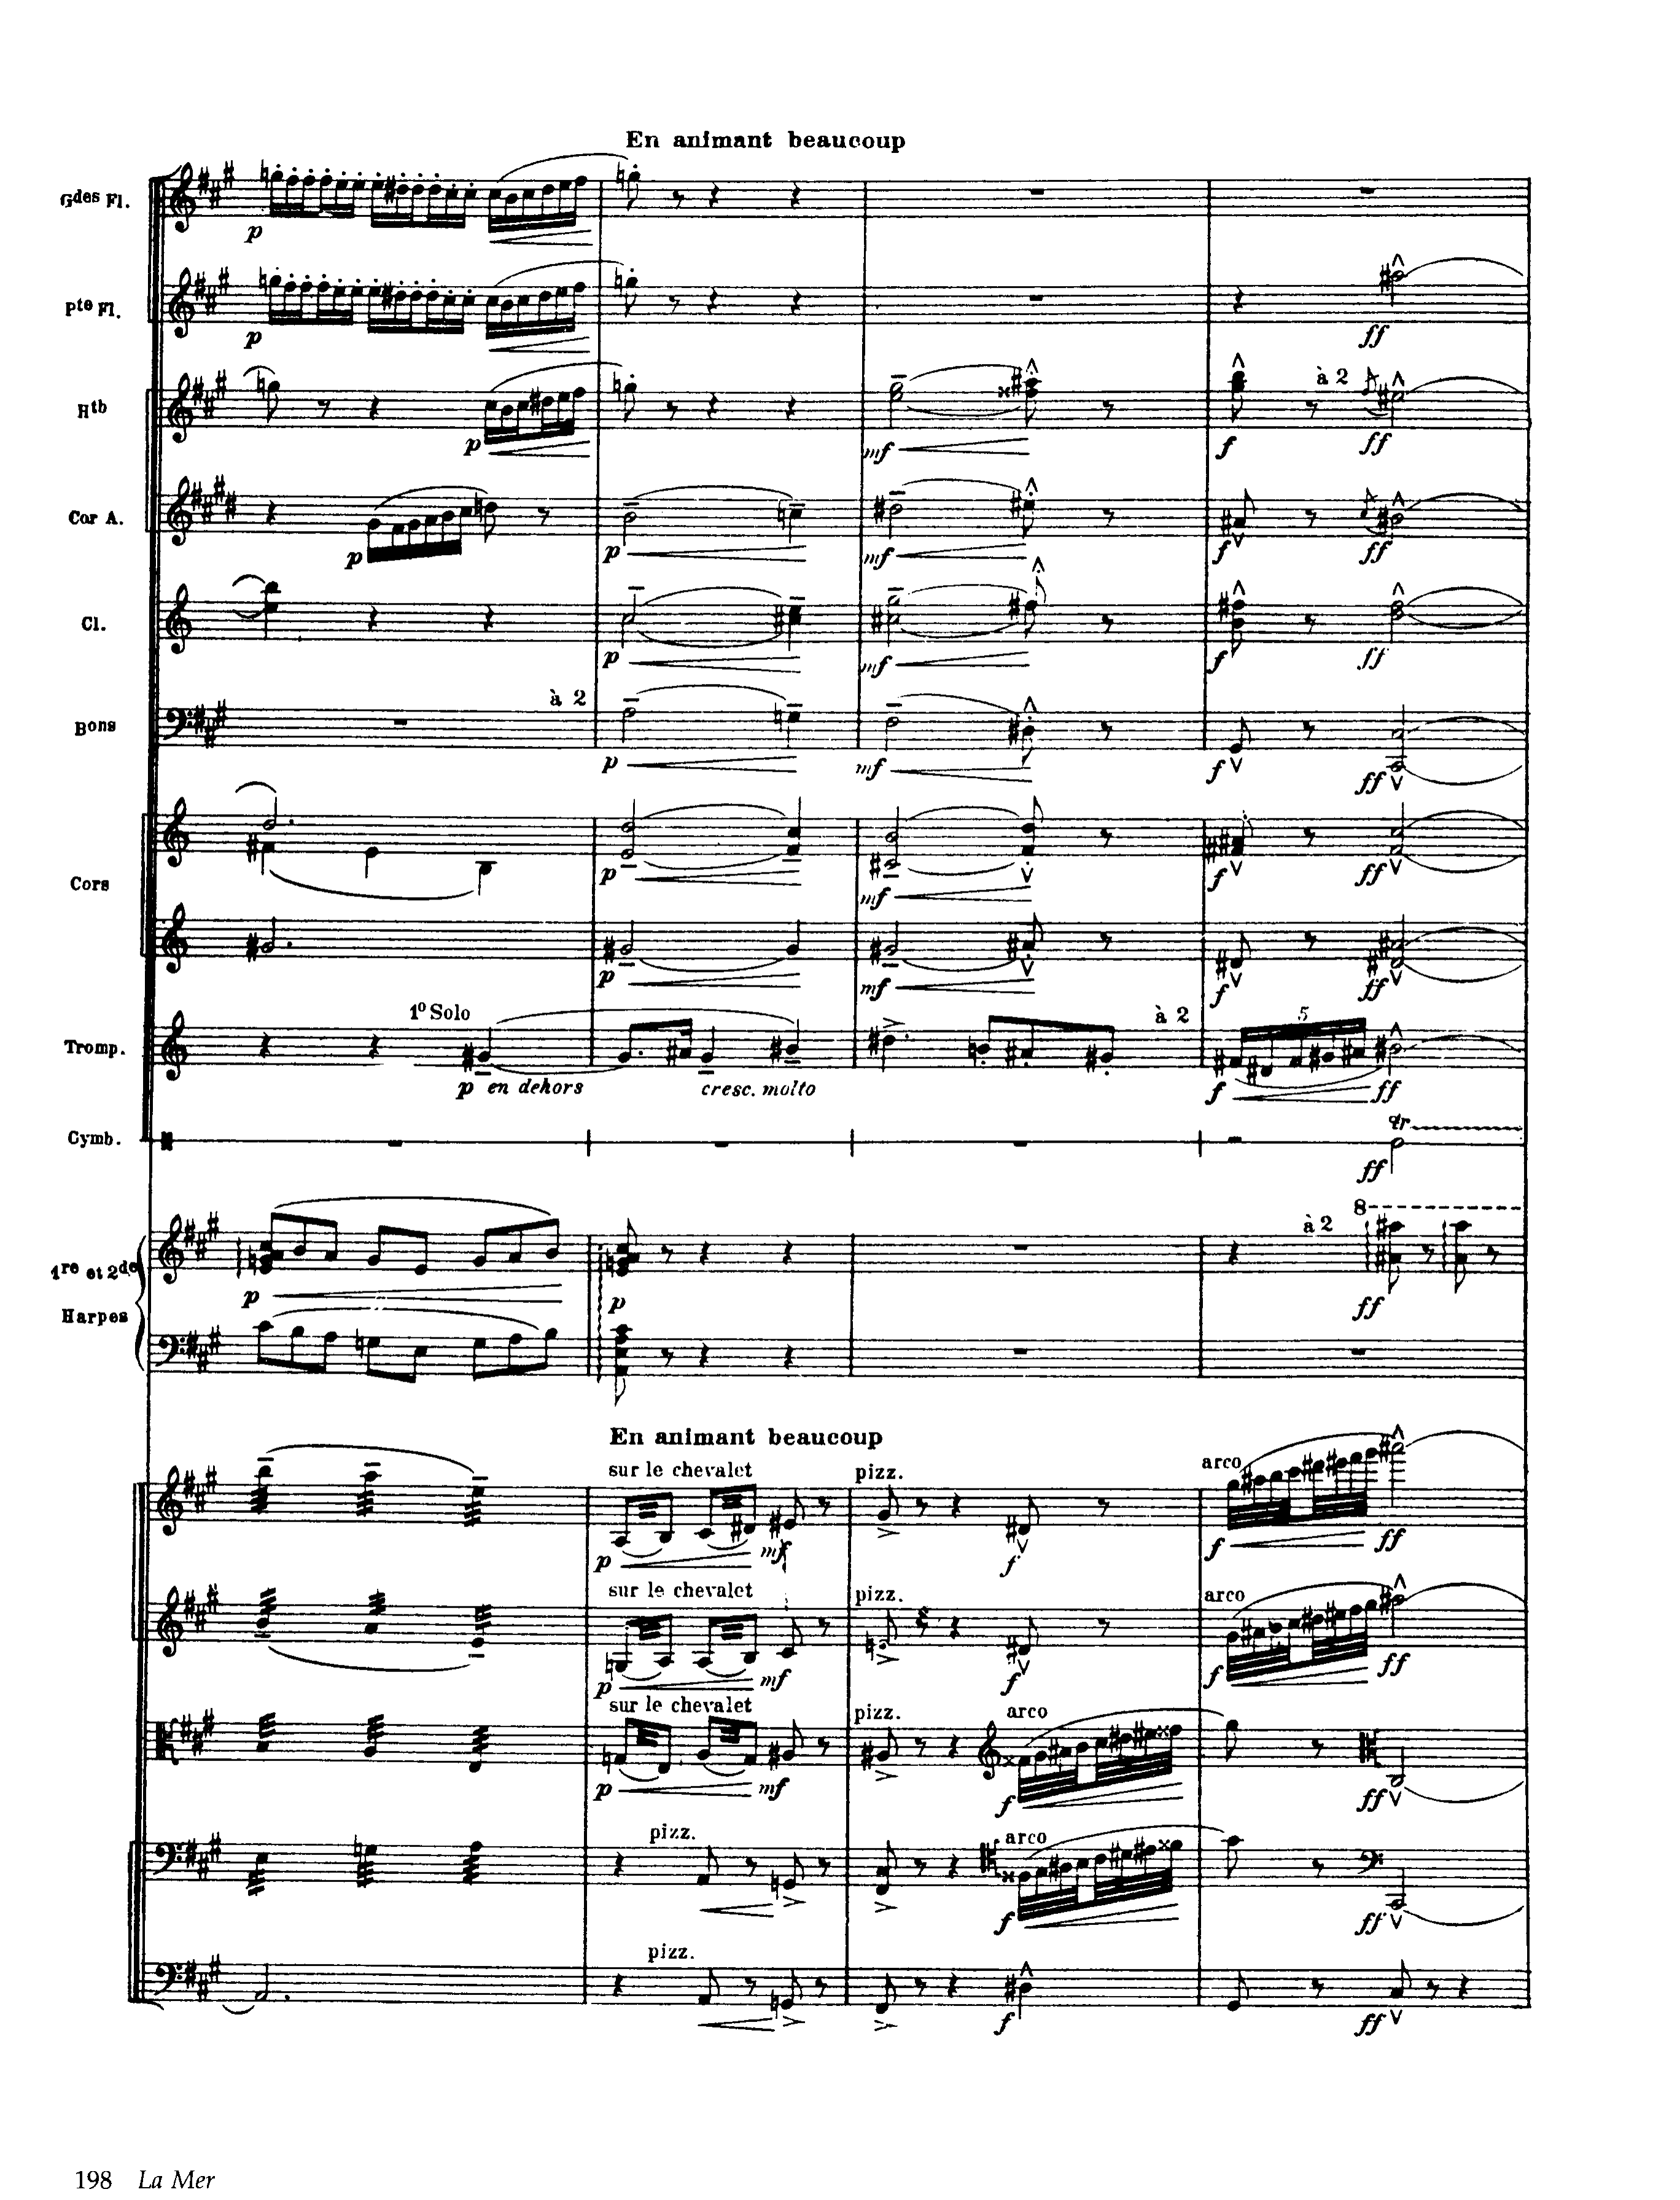 En animant beaucoup
Gdes Fl.
p
pte Fl.
p
ff
Htb
à 2
p
mf
f
ff
Cor A.
p
p
mf
f
ff
Cl.
p
mf
f
ff
à 2
Bons
p
mf
f
ff
Cors
p
mf
f
ff
p
mf
f
ff
1º Solo
à 2
5
Tromp.
p en dehors
cresc. molto
f
ff
Cymb.
tr
ff
8
à 2
1re et 2de
Harpes
p
p
ff
En animant beaucoup
sur le chevalet
pizz.
arco
p
mf
f
f
ff
sur le chevalet
pizz.
arco
p
mf
f
f
ff
sur le chevalet
pizz.
arco
p
mf
f
ff
pizz.
arco
f
ff
pizz.
f
ff
198 La Mer